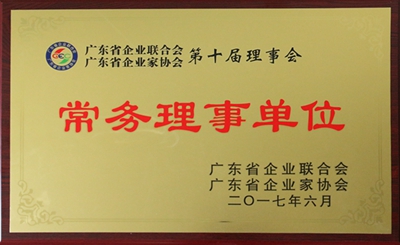 广东省企业联合会
广东省企业家协会 第十届理事会
常务理事单位
广东省企业联合会
广东省企业家协会
二〇一七年六月